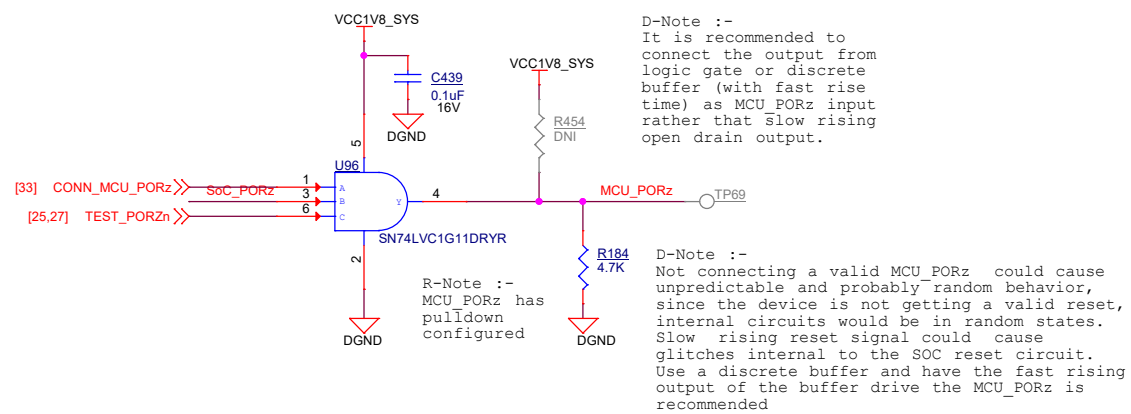 VCC1V8_SYS
C439
0.1uF
16V
DGND
VCC1V8_SYS
R454
DNI
D-Note :-
It is recommended to
connect the output from
logic gate or discrete
buffer (with fast rise
time) as MCU_PORz input
rather that slow rising
open drain output.
5
U96
[33] CONN_MCU_PORz
1
A
SoC_PORz
3
B
[25,27] TEST_PORZn
6
C
Y
4
MCU_PORz
TP69
SN74LVC1G11DRYR
2
DGND
R184
4.7K
DGND
R-Note :-
MCU_PORz has
pulldown
configured
D-Note :-
Not connecting a valid MCU_PORz could cause
unpredictable and probably random behavior,
since the device is not getting a valid reset,
internal circuits would be in random states.
Slow rising reset signal could cause
glitches internal to the SOC reset circuit.
Use a discrete buffer and have the fast rising
output of the buffer drive the MCU_PORz is
recommended